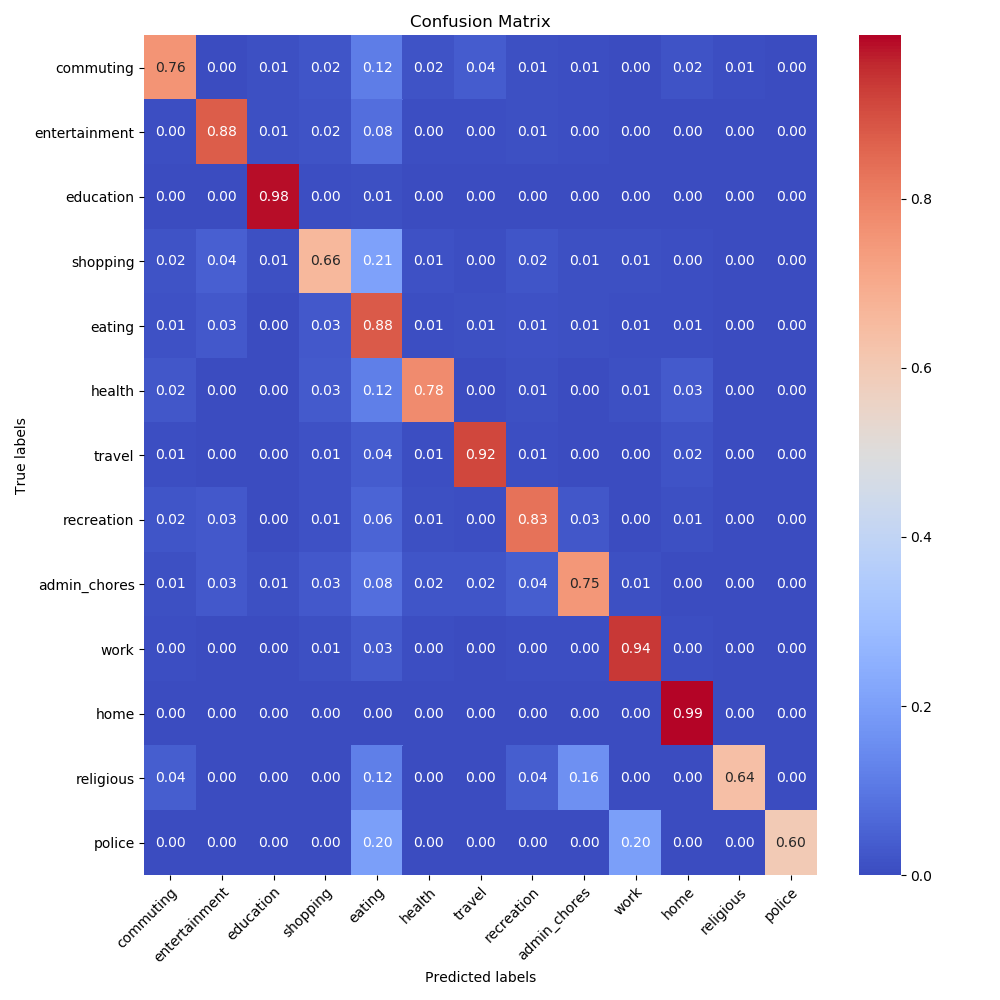 Confusion Matrix
True labels
commuting 0.76 0.00 0.01 0.02 0.12 0.02 0.04 0.01 0.01 0.00 0.02 0.01 0.00
entertainment 0.00 0.88 0.01 0.02 0.08 0.00 0.00 0.01 0.00 0.00 0.00 0.00 0.00
education 0.00 0.00 0.98 0.00 0.01 0.00 0.00 0.00 0.00 0.00 0.00 0.00 0.00
shopping 0.02 0.04 0.01 0.66 0.21 0.01 0.00 0.02 0.01 0.01 0.00 0.00 0.00
eating 0.01 0.03 0.00 0.03 0.88 0.01 0.01 0.01 0.01 0.01 0.01 0.00 0.00
health 0.02 0.00 0.00 0.03 0.12 0.78 0.00 0.01 0.00 0.01 0.03 0.00 0.00
travel 0.01 0.00 0.00 0.01 0.04 0.01 0.92 0.01 0.00 0.00 0.02 0.00 0.00
recreation 0.02 0.03 0.00 0.01 0.06 0.01 0.00 0.83 0.03 0.00 0.01 0.00 0.00
admin_chores 0.01 0.03 0.01 0.03 0.08 0.02 0.02 0.04 0.75 0.01 0.00 0.00 0.00
work 0.00 0.00 0.00 0.01 0.03 0.00 0.00 0.00 0.00 0.94 0.00 0.00 0.00
home 0.00 0.00 0.00 0.00 0.00 0.00 0.00 0.00 0.00 0.00 0.99 0.00 0.00
religious 0.04 0.00 0.00 0.00 0.12 0.00 0.00 0.04 0.16 0.00 0.00 0.64 0.00
police 0.00 0.00 0.00 0.00 0.20 0.00 0.00 0.00 0.00 0.20 0.00 0.00 0.60
commuting entertainment education shopping eating health travel recreation admin_chores work home religious police
Predicted labels
0.8
0.6
0.4
0.2
0.0